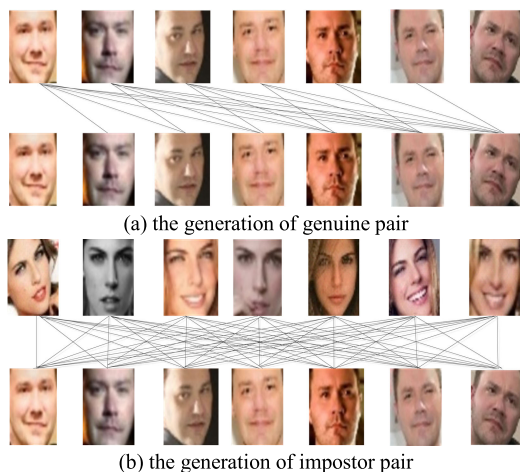 (a) the generation of genuine pair
(b) the generation of impostor pair